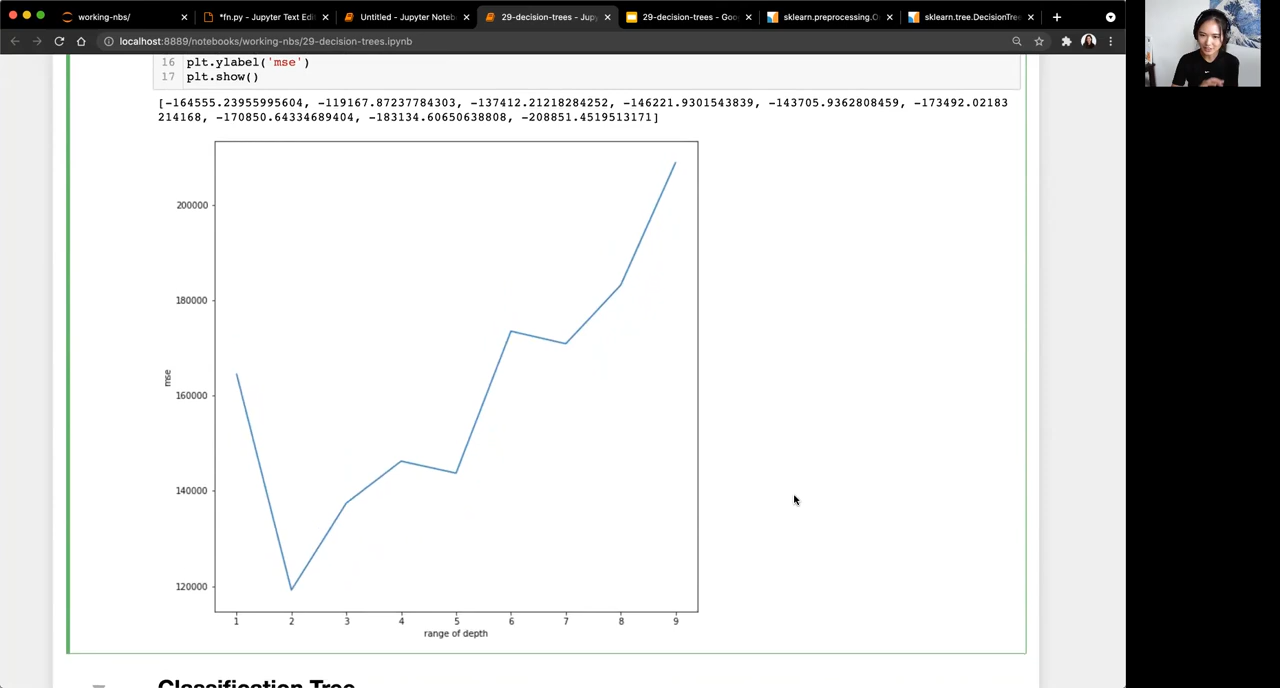 working-nbs/
*fn.py - Jupyter Text Edit
Untitled - Jupyter Noteb
29-decision-trees - Jup
29-decision-trees - Goo
sklearn.preprocessing.O
sklearn.tree.DecisionTre
localhost:8889/notebooks/working-nbs/29-decision-trees.ipynb
16 plt.ylabel('mse')
17 plt.show()
[-164555.23955995604, -119167.87237784303, -137412.21218284252, -146221.9301543839, -143705.9362808459, -173492.02183
214168, -170850.64334689404, -183134.60650638808, -208851.4519513171]
200000
180000
160000
140000
120000
mse
1 2 3 4 5 6 7 8 9
range of depth
Classification Tree